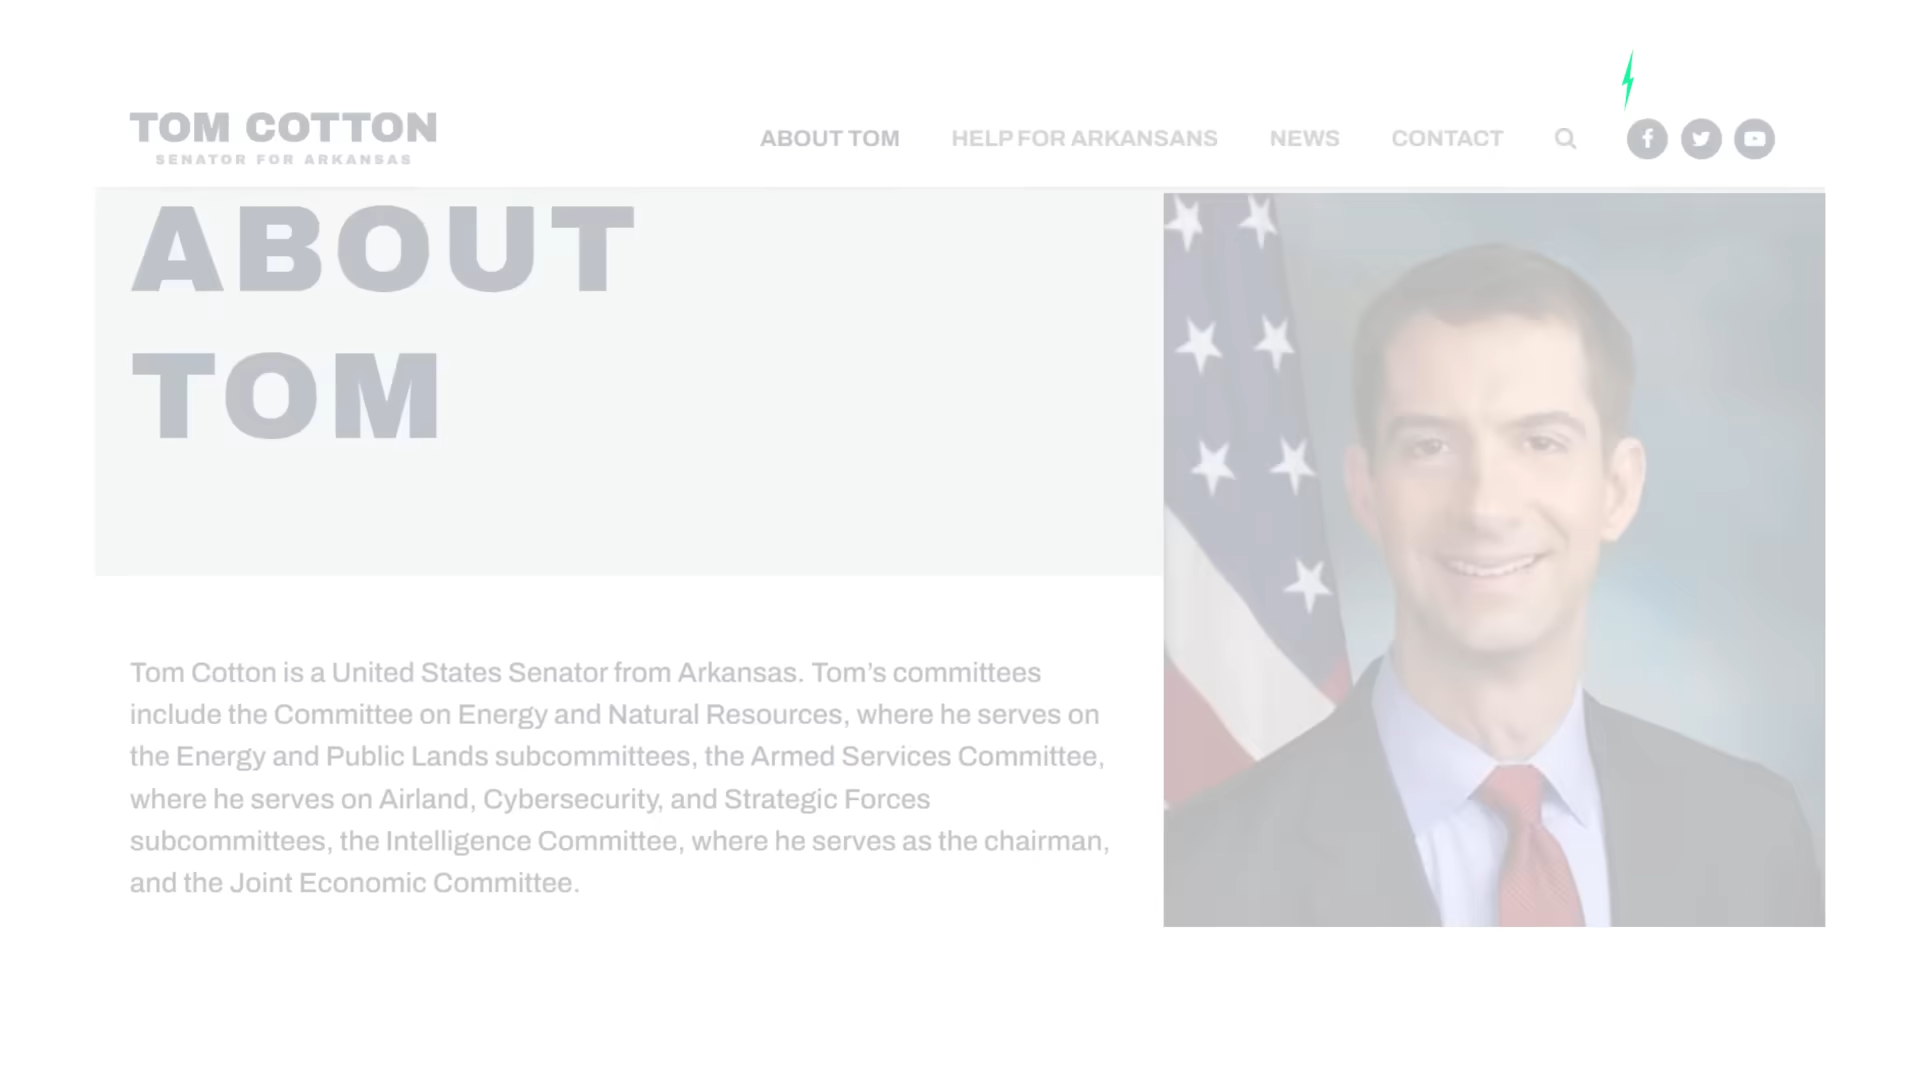 TOM COTTON
SENATOR FOR ARKANSAS
ABOUT TOM
HELP FOR ARKANSANS
NEWS
CONTACT
ABOUT
TOM
Tom Cotton is a United States Senator from Arkansas. Tom’s committees
include the Committee on Energy and Natural Resources, where he serves on
the Energy and Public Lands subcommittees, the Armed Services Committee,
where he serves on Airland, Cybersecurity, and Strategic Forces
subcommittees, the Intelligence Committee, where he serves as the chairman,
and the Joint Economic Committee.